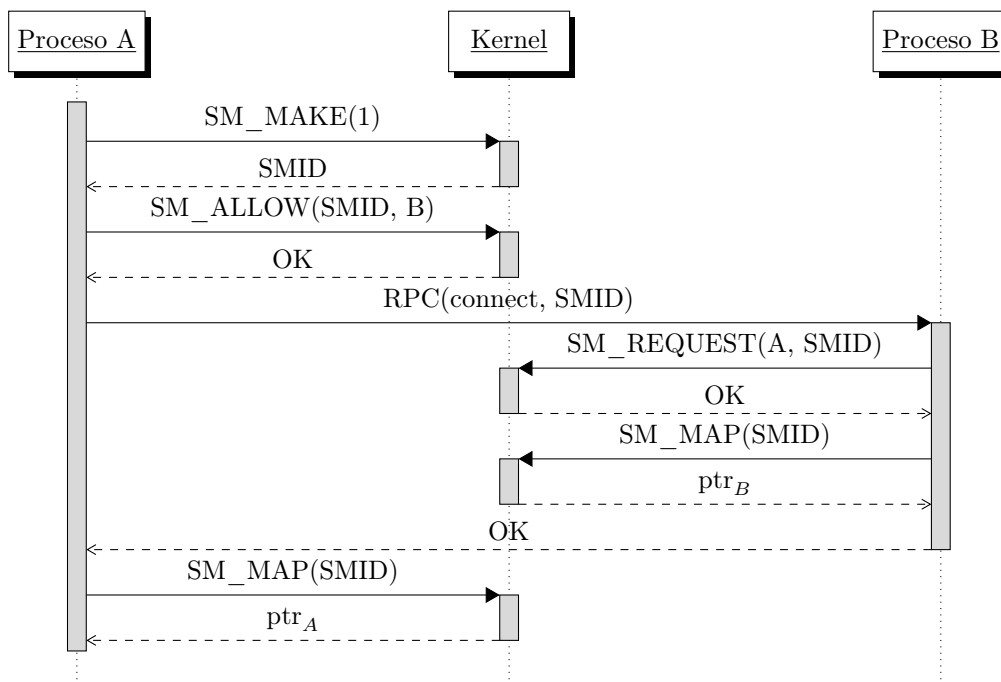 Proceso A
Kernel
Proceso B
SM_MAKE(1)
SMID
SM_ALLOW(SMID, B)
OK
RPC(connect, SMID)
SM_REQUEST(A, SMID)
OK
SM_MAP(SMID)
ptr_B
OK
SM_MAP(SMID)
ptr_A